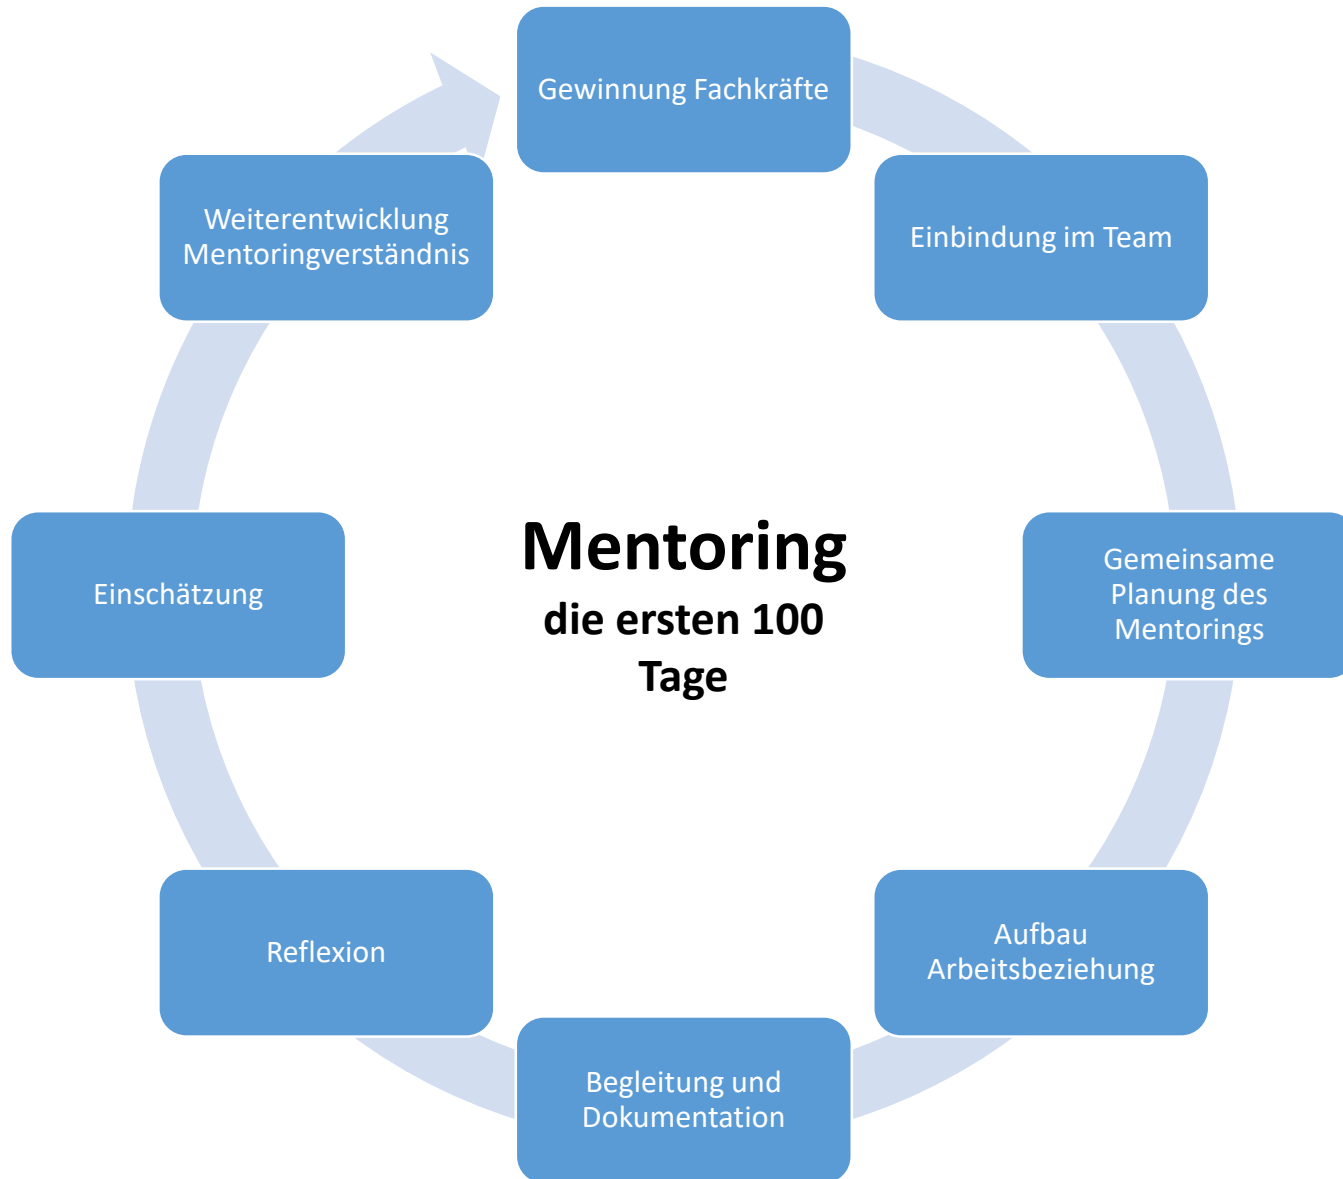 Gewinnung Fachkräfte
Einbindung im Team
Gemeinsame
Planung des
Mentorings
Aufbau
Arbeitsbeziehung
Begleitung und
Dokumentation
Reflexion
Einschätzung
Weiterentwicklung
Mentoringverständnis
Mentoring
die ersten 100
Tage